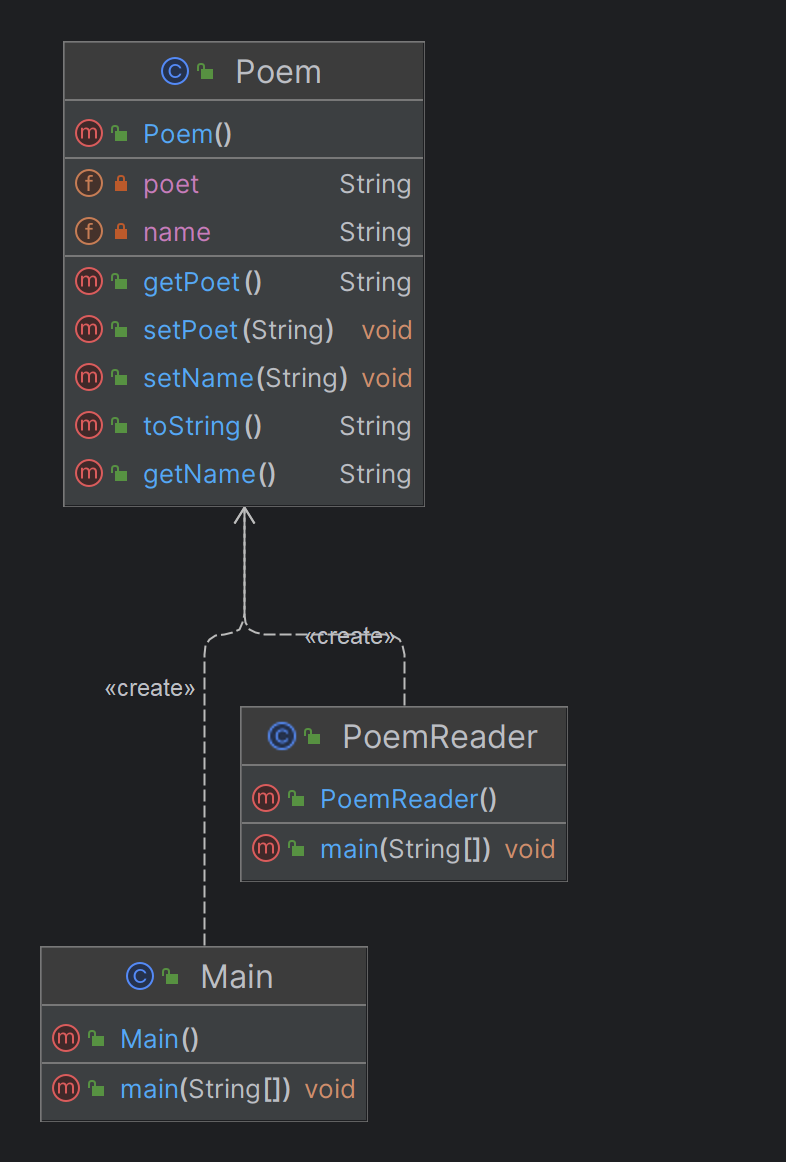 Poem
Poem()
poet String
name String
getPoet() String
setPoet(String) void
setName(String) void
toString() String
getName() String
«create»
«create»
PoemReader
PoemReader()
main(String[]) void
Main
Main()
main(String[]) void